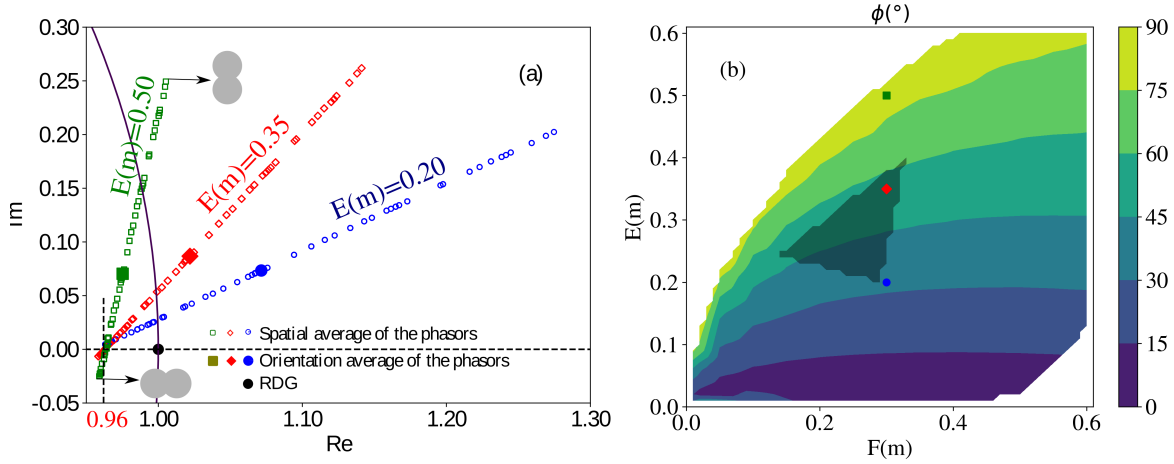 ϕ(°)
0.30
0.25
0.20
0.15
0.10
0.05
0.00
-0.05
Im
(a)
E(m)=0.50
E(m)=0.35
E(m)=0.20
Spatial average of the phasors
Orientation average of the phasors
RDG
0.96 1.00 1.10 1.20 1.30
Re
(b)
0.6
0.5
0.4
0.3
0.2
0.1
0.0
E(m)
0.0 0.2 0.4 0.6
F(m)
90
75
60
45
30
15
0